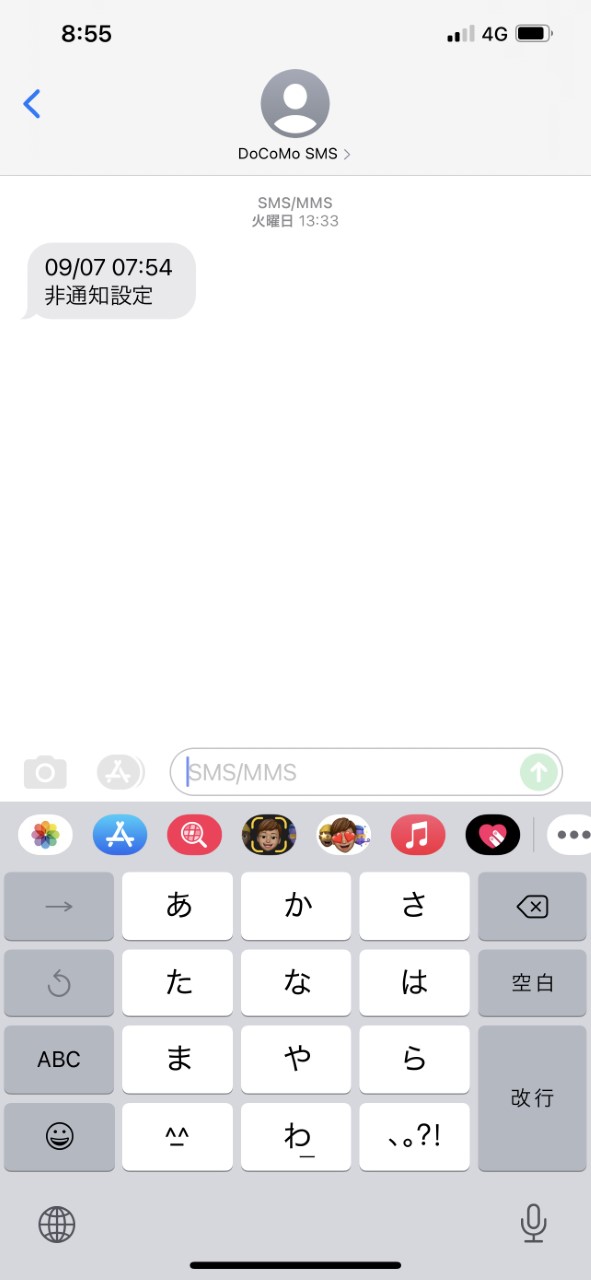 8:55
4G
DoCoMo SMS
SMS/MMS
火曜日 13:33
09/07 07:54
非通知設定
SMS/MMS
→ あ か さ
た な は 空白
ABC ま や ら
^^ わ 、。?! 改行